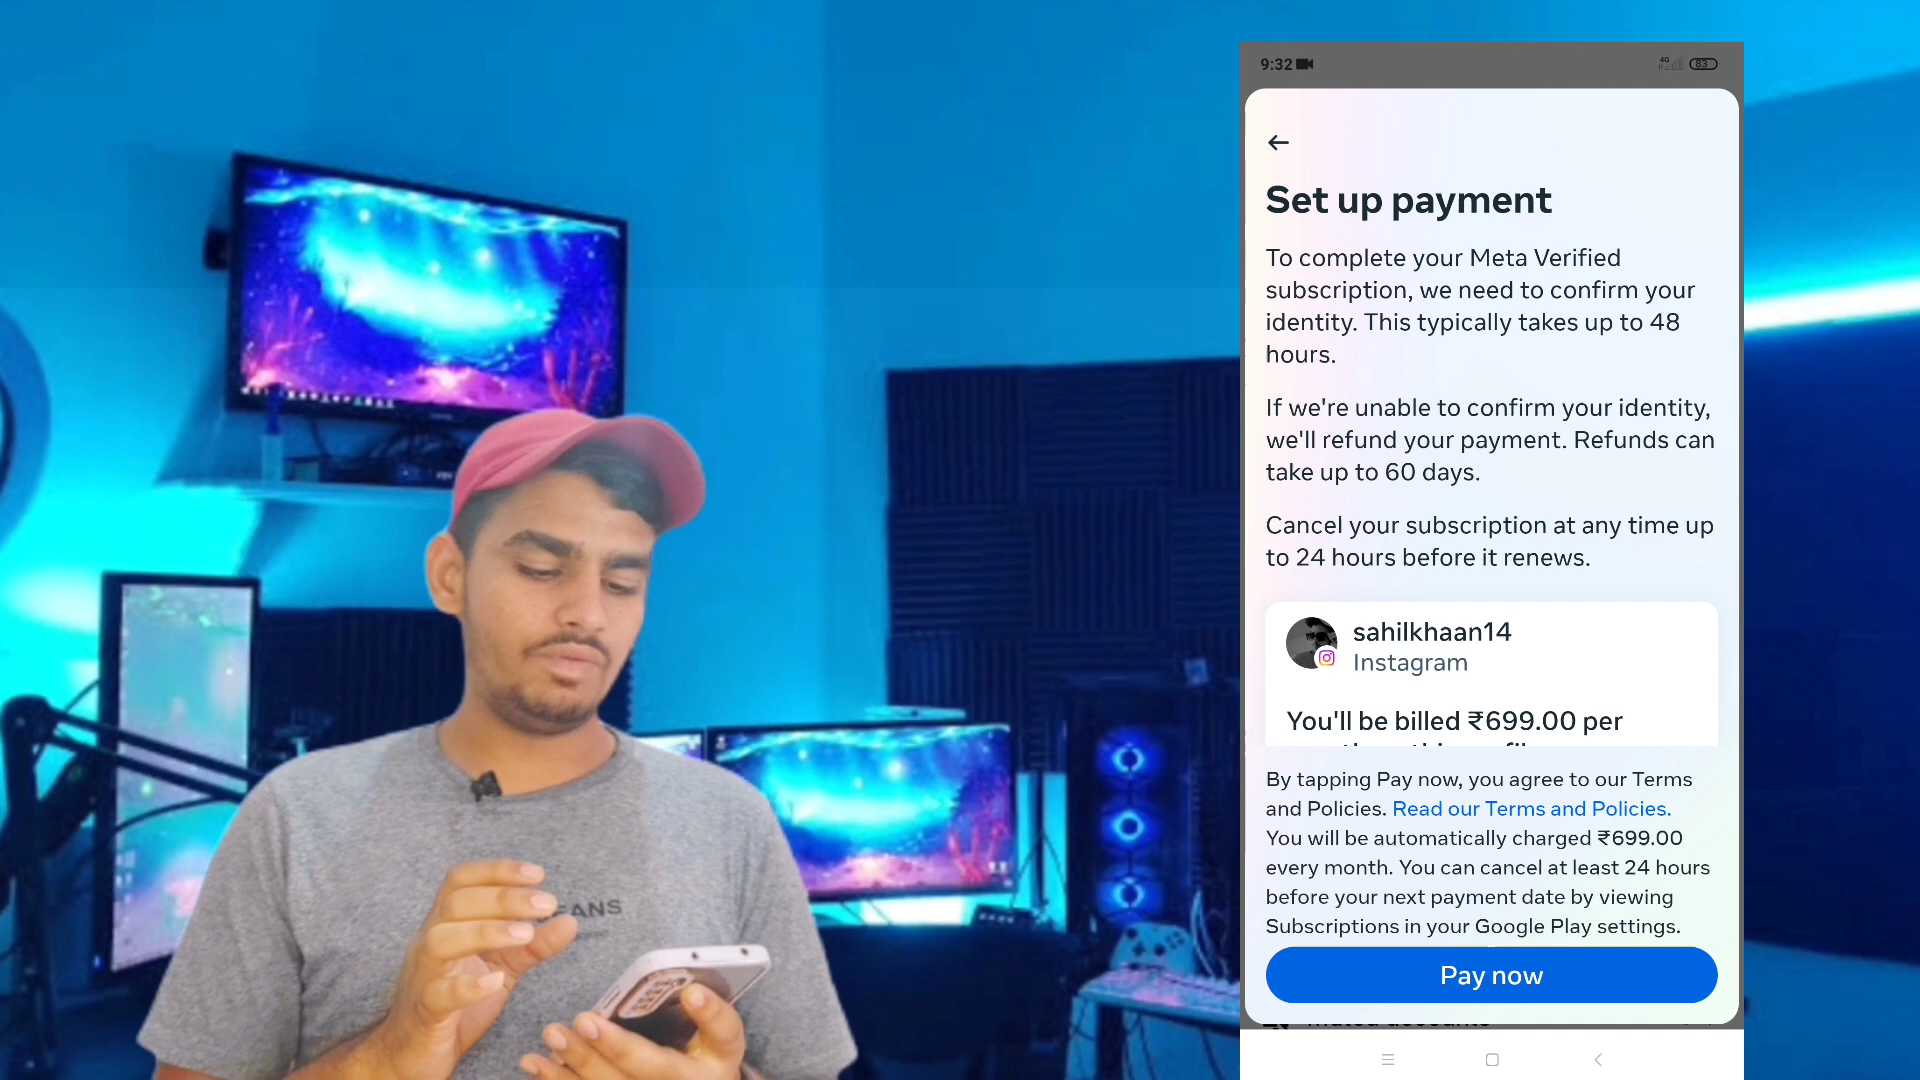 9:32
4G
83
Set up payment
To complete your Meta Verified
subscription, we need to confirm your
identity. This typically takes up to 48
hours.
If we're unable to confirm your identity,
we'll refund your payment. Refunds can
take up to 60 days.
Cancel your subscription at any time up
to 24 hours before it renews.
sahilkhaan14
Instagram
You'll be billed ₹699.00 per
By tapping Pay now, you agree to our Terms
and Policies. Read our Terms and Policies.
You will be automatically charged ₹699.00
every month. You can cancel at least 24 hours
before your next payment date by viewing
Subscriptions in your Google Play settings.
Pay now